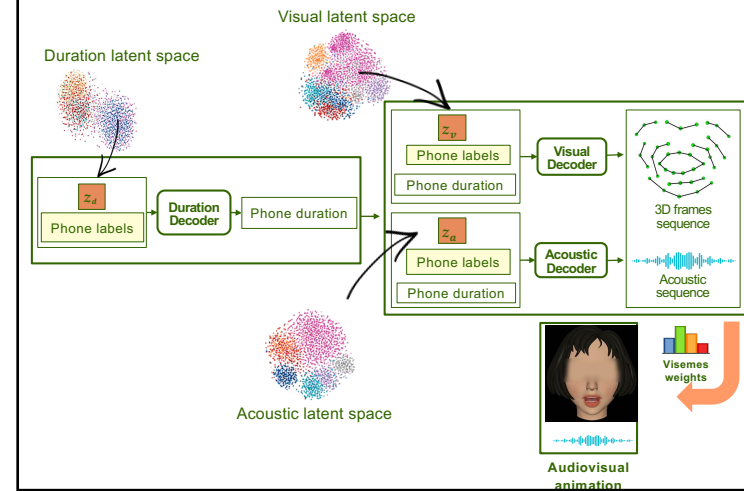 Visual latent space
Duration latent space
z_v
Phone labels
Phone duration
Visual
Decoder
3D frames
sequence
z_d
Phone labels
Duration
Decoder
Phone duration
z_a
Phone labels
Phone duration
Acoustic
Decoder
Acoustic
sequence
Acoustic latent space
Visemes
weights
Audiovisual
animation